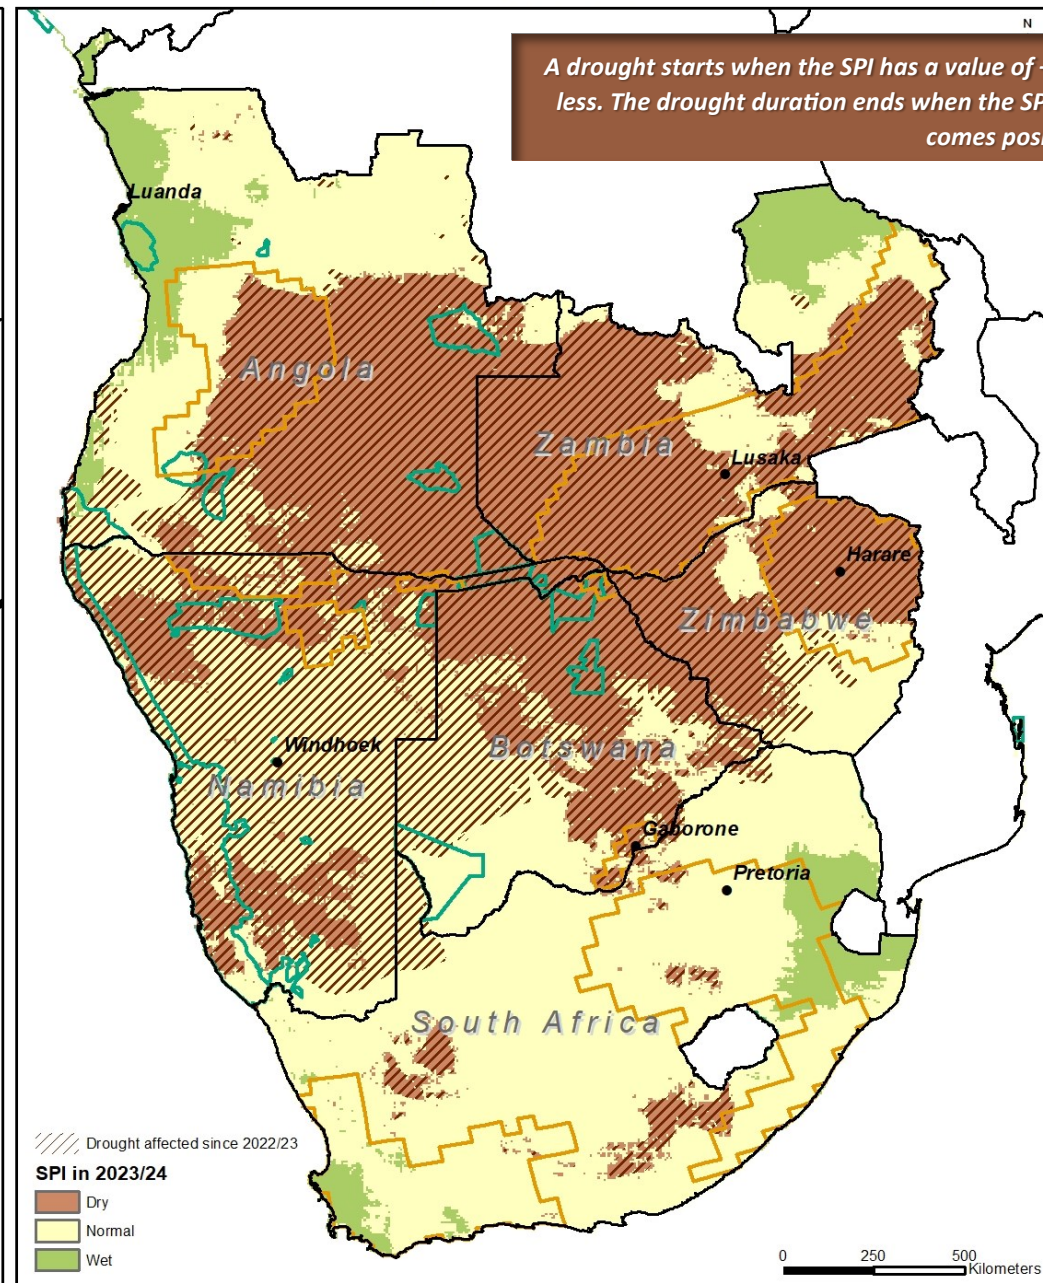 N
A drought starts when the SPI has a value of -
less. The drought duration ends when the SP
comes posi
Luanda
Angola
Zambia
Lusaka
Harare
Zimbabwe
Windhoek
Namibia
Botswana
Gaborone
Pretoria
South Africa
Drought affected since 2022/23
SPI in 2023/24
Dry
Normal
Wet
0 250 500
Kilometers